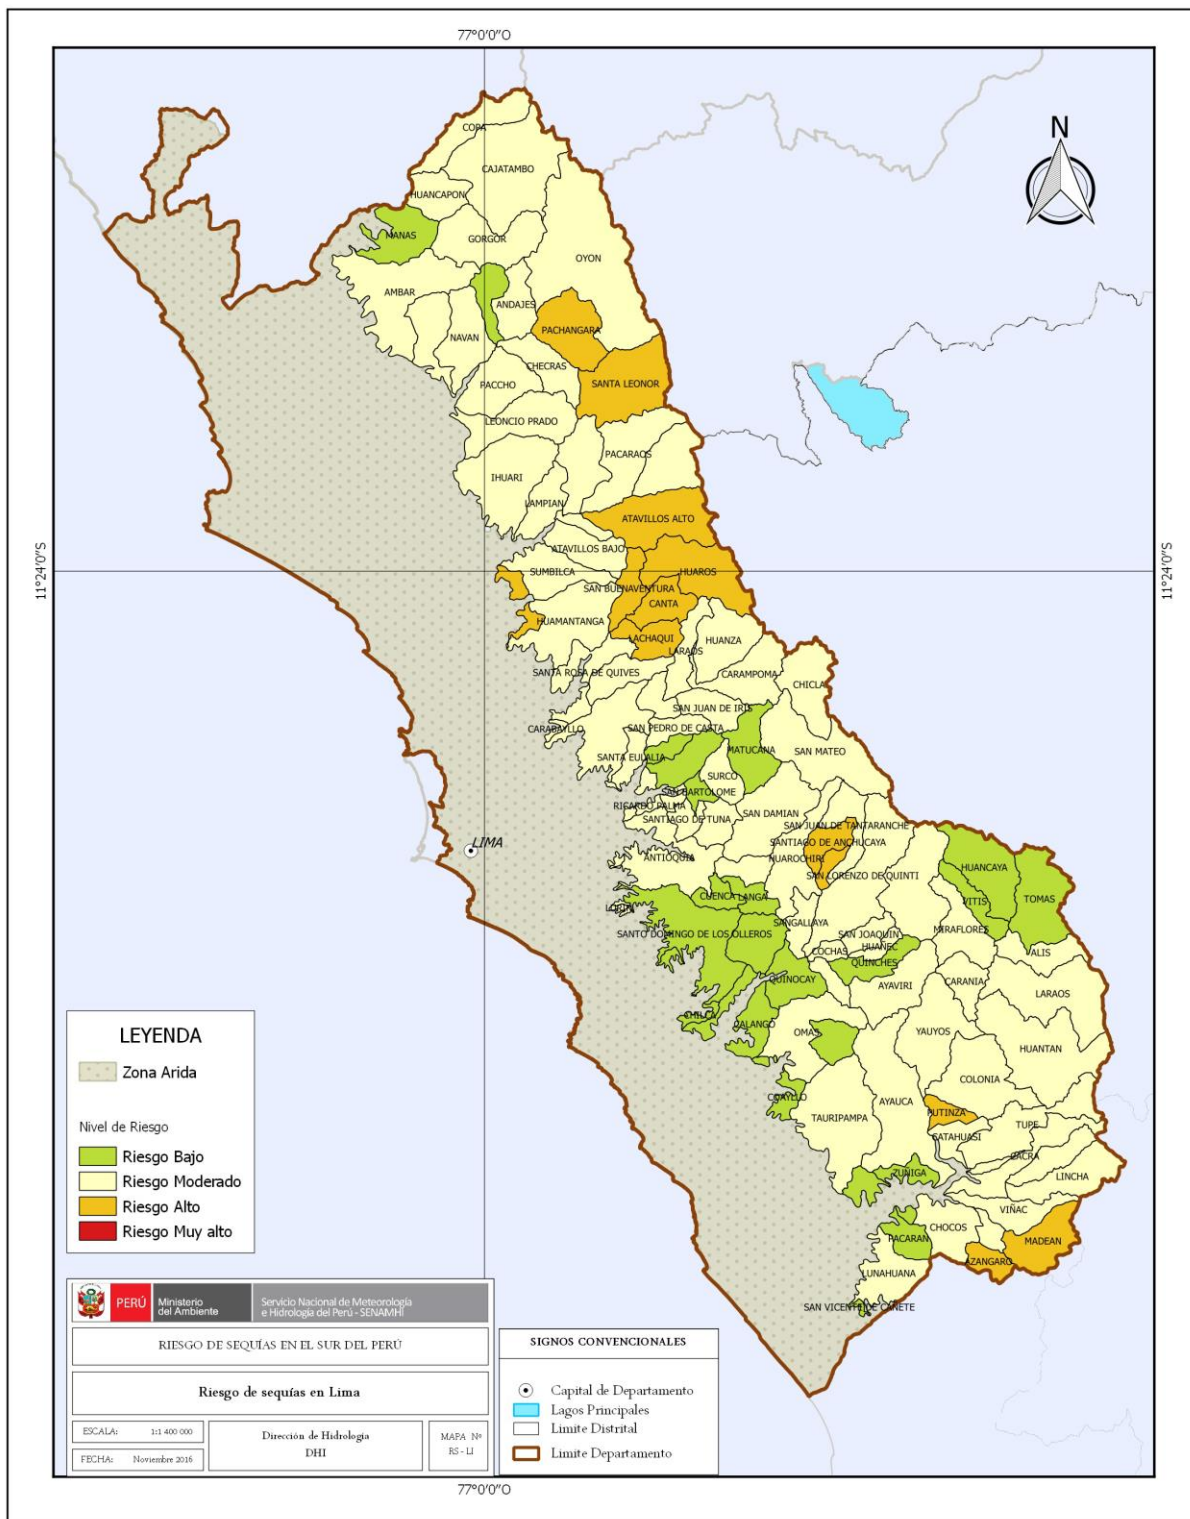 77°0'0"O
N
COPA
CAJATAMBO
HUANCAPON
MANAS
GORGOR
OYON
AMBAR
ANDAJES
NAVAN
PACHANGARA
CHECRAS
PACCHO
SANTA LEONOR
LEONCIO PRADO
PACARAOS
IHUARI
LAMPIAN
ATAVILLOS ALTO
ATAVILLOS BAJO
11°24'0"S
11°24'0"S
SUMBILCA
HUAROS
SAN BUENAVENTURA
CANTA
HUAMANTANGA
LACHAQUI
HUANZA
LARAOS
SANTA ROSA DE QUIVES
CARAMPOMA
CHICLA
SAN JUAN DE IRIS
CARABAYLLO
SAN PEDRO DE CASTA
SANTA EULALIA
MATUCANA
SAN MATEO
SURCO
SAN BARTOLOME
RICARDO PALMA
SANTIAGO DE TUNA
SAN DAMIAN
SAN JUAN DE TANTARANCHE
LIMA
SANTIAGO DE ANCHUCAYA
ANTIOQUIA
HUAROCHIRI
HUANCAYA
SAN LORENZO DE QUINTI
CUENCA
LANGA
VITIS
TOMAS
SANGALLAYA
MIRAFLORES
SANTO DOMINGO DE LOS OLLEROS
SAN JOAQUIN
HUAÑEC
COCHAS
ALIS
QUINCHES
QUINOCAY
AYAVIRI
CARANIA
LARAOS
CHILCA
CALANGO
OMAS
YAUYOS
HUANTAN
COLONIA
COAYLLO
AYAUCA
TAURIPAMPA
PUTINZA
TUPE
CATAHUASI
CACRA
ZUÑIGA
LINCHA
VIÑAC
CHOCOS
PACARAN
MADEAN
AZANGARO
LUNAHUANA
SAN VICENTE DE CAÑETE
LEYENDA
Zona Arida
Nivel de Riesgo
Riesgo Bajo
Riesgo Moderado
Riesgo Alto
Riesgo Muy alto
PERÚ
Ministerio
del Ambiente
Servicio Nacional de Meteorología
e Hidrología del Perú - SENAMHI
RIESGO DE SEQUÍAS EN EL SUR DEL PERÚ
Riesgo de sequías en Lima
ESCALA: 1:1 400 000
FECHA: Noviembre 2016
Dirección de Hidrología
DHI
MAPA Nº
RS - LI
SIGNOS CONVENCIONALES
Capital de Departamento
Lagos Principales
Limite Distrital
Limite Departamento
77°0'0"O